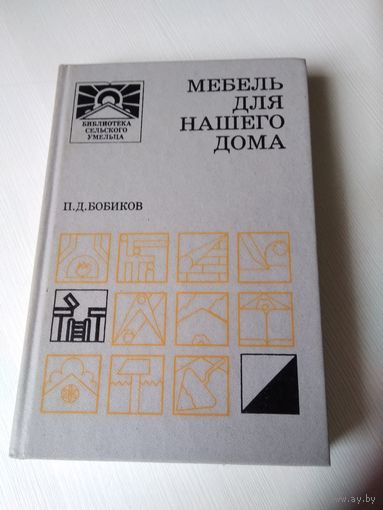 МЕБЕЛЬ
ДЛЯ
НАШЕГО
ДОМА
БИБЛИОТЕКА
СЕЛЬСКОГО
УМЕЛЬЦА
П.Д.БОБИКОВ
www.ay.by